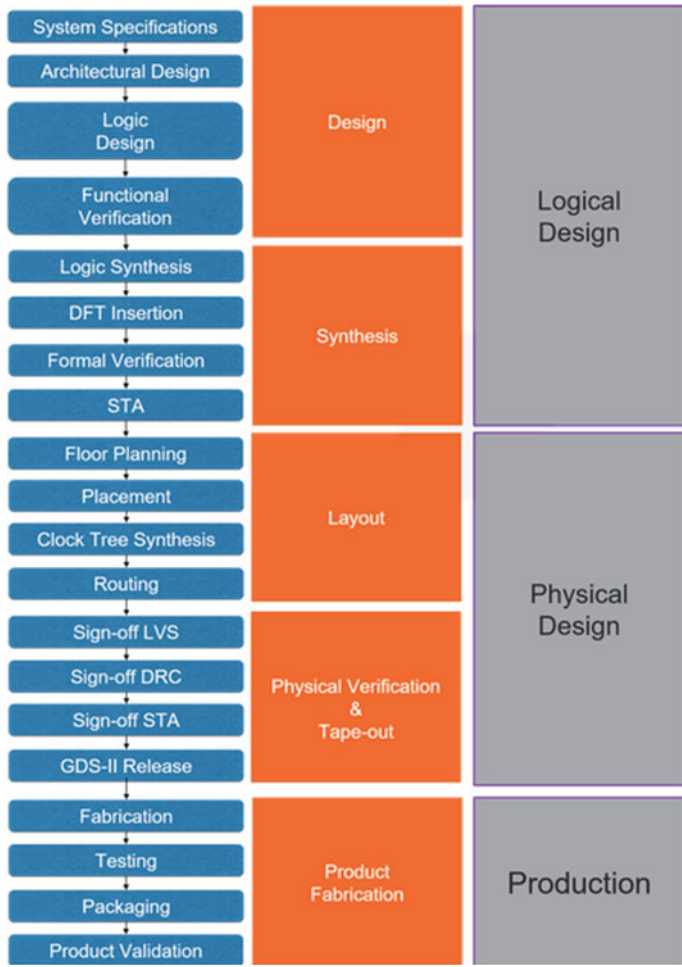 System Specifications
Architectural Design
Logic
Design
Functional
Verification
Logic Synthesis
DFT Insertion
Formal Verification
STA
Floor Planning
Placement
Clock Tree Synthesis
Routing
Sign-off LVS
Sign-off DRC
Sign-off STA
GDS-II Release
Fabrication
Testing
Packaging
Product Validation
Design
Synthesis
Layout
Physical Verification
&
Tape-out
Product
Fabrication
Logical
Design
Physical
Design
Production